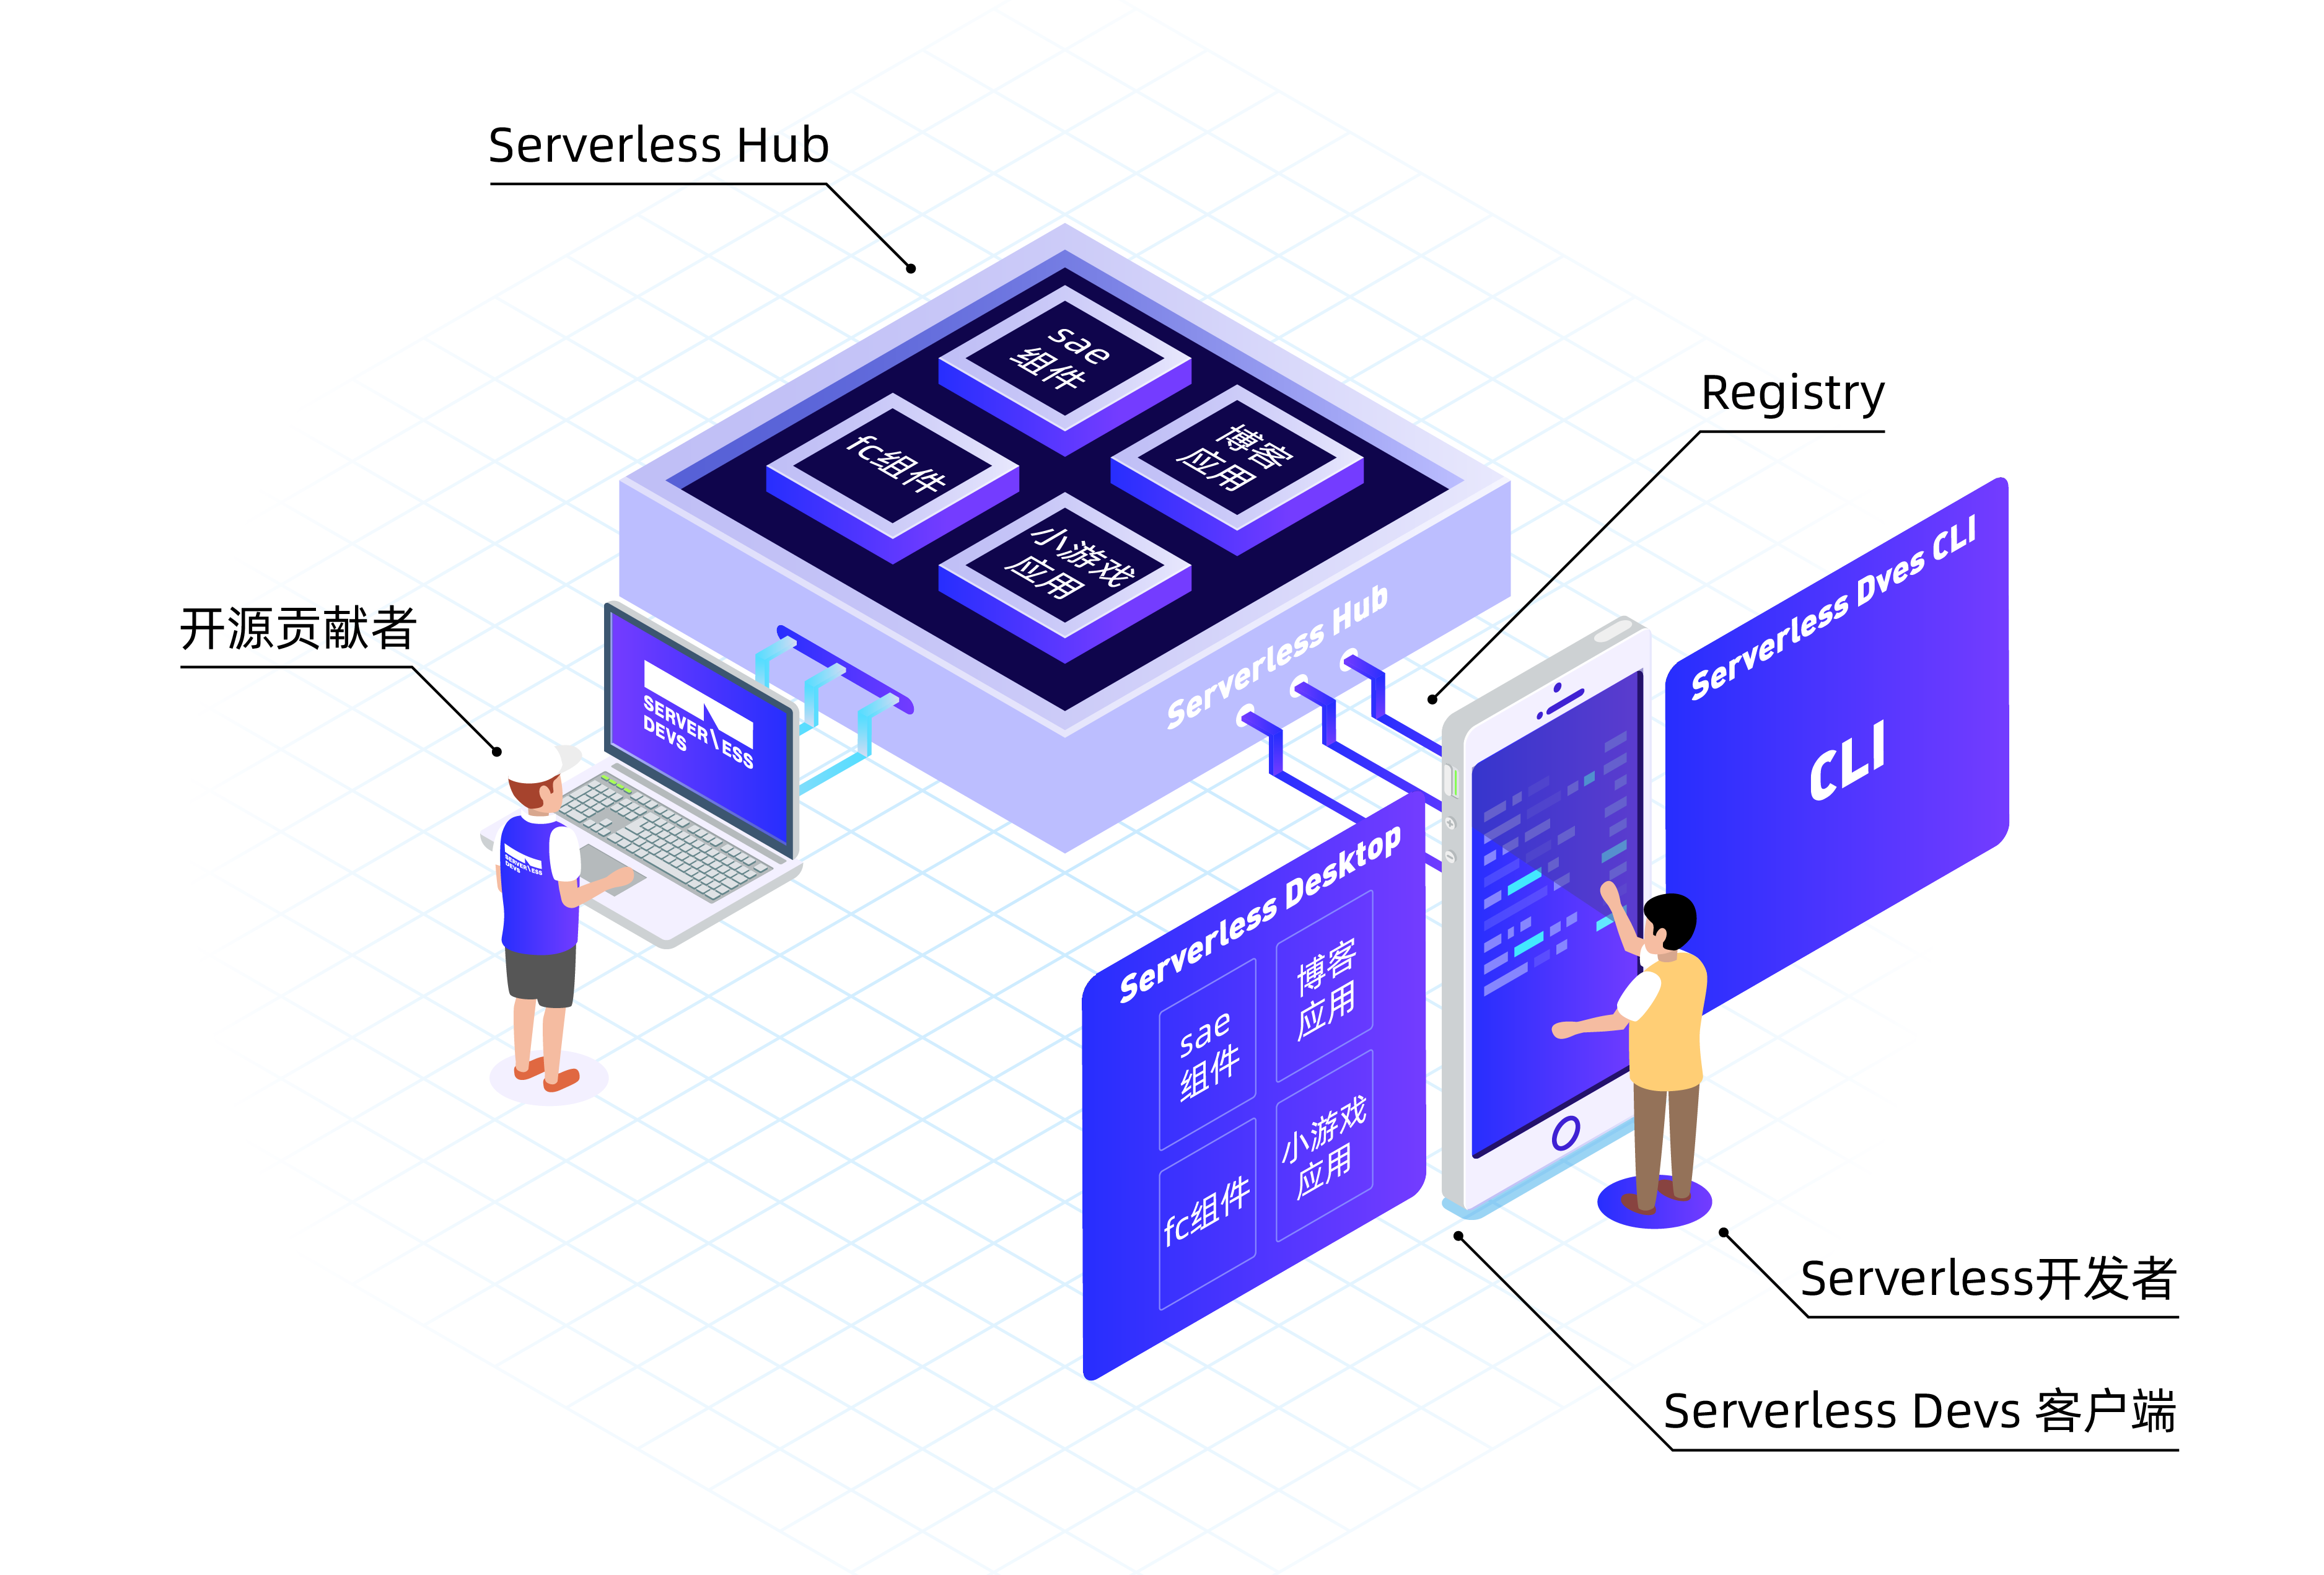 Serverless Hub
sae
组件
fc组件
博客
应用
小游戏
应用
Serverless Hub
Registry
开源贡献者
SERVERLESS
DEVS
SERVERLESS
DEVS
Serverless Dves CLI
CLI
Serverless Desktop
sae
组件
博客
应用
fc组件
小游戏
应用
Serverless开发者
Serverless Devs 客户端